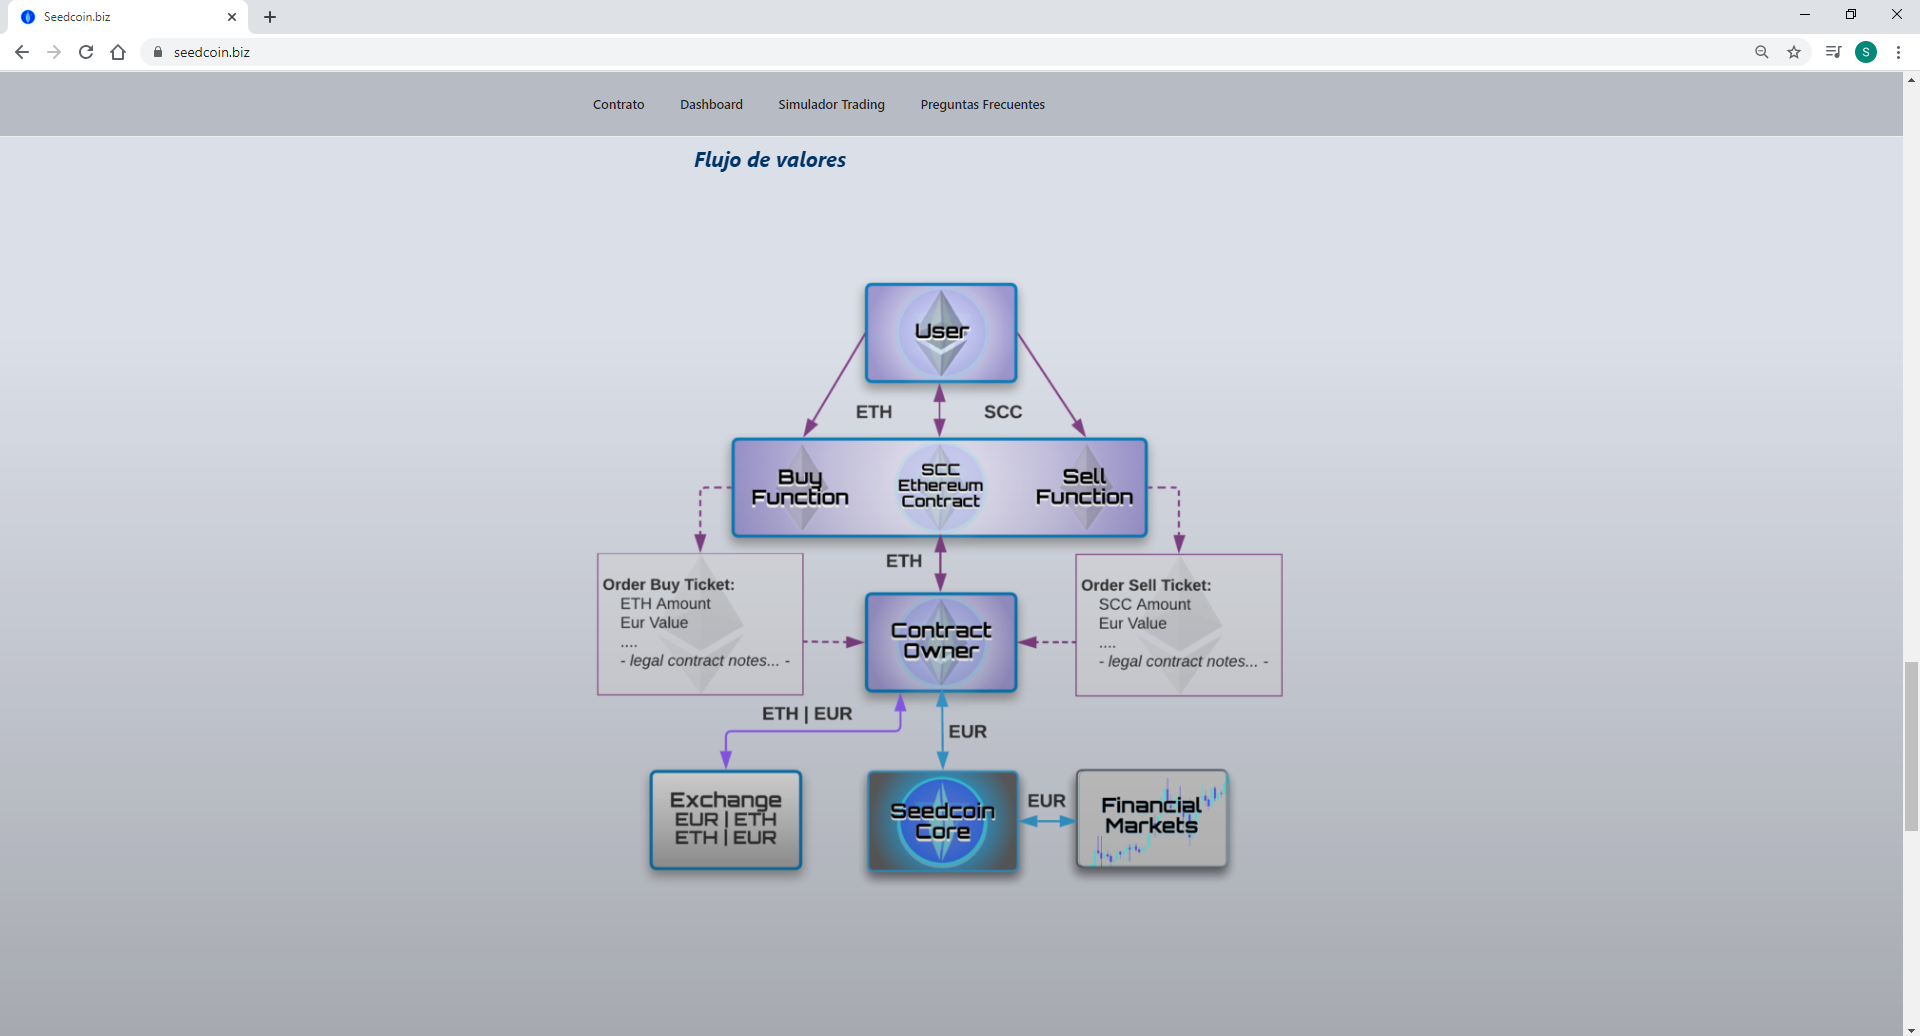 Seedcoin.biz
seedcoin.biz
S
Contrato Dashboard Simulador Trading Preguntas Frecuentes
Flujo de valores
User
ETH SCC
Buy
Function
SCC
Ethereum
Contract
Sell
Function
ETH
Order Buy Ticket:
ETH Amount
Eur Value
....
- legal contract notes... -
Contract
Owner
Order Sell Ticket:
SCC Amount
Eur Value
....
- legal contract notes... -
ETH | EUR
EUR
Exchange
EUR | ETH
ETH | EUR
Seedcoin
Core
EUR
Financial
Markets